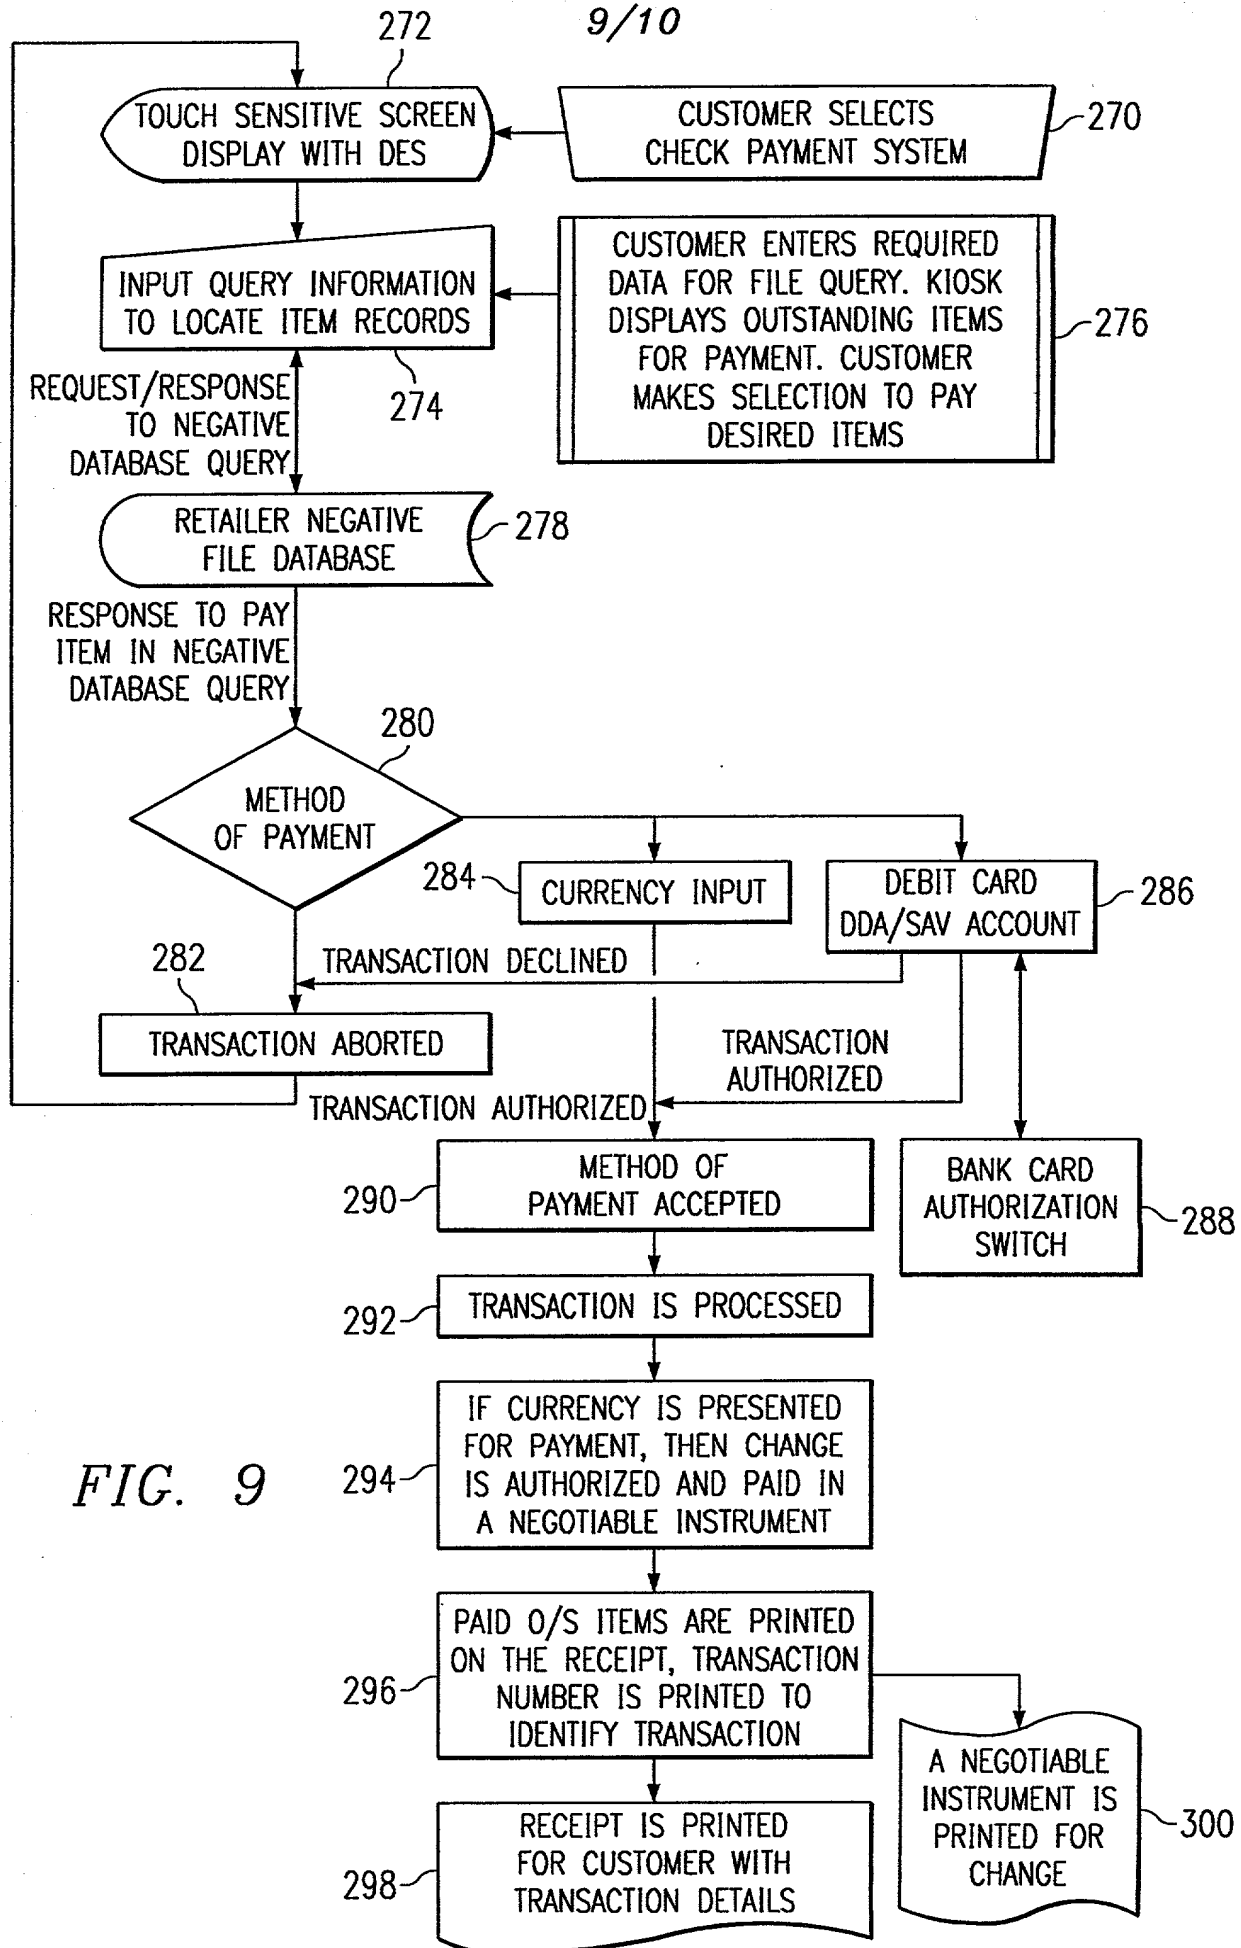 9/10
272
TOUCH SENSITIVE SCREEN
DISPLAY WITH DES
CUSTOMER SELECTS
CHECK PAYMENT SYSTEM
270
INPUT QUERY INFORMATION
TO LOCATE ITEM RECORDS
274
CUSTOMER ENTERS REQUIRED
DATA FOR FILE QUERY. KIOSK
DISPLAYS OUTSTANDING ITEMS
FOR PAYMENT. CUSTOMER
MAKES SELECTION TO PAY
DESIRED ITEMS
276
REQUEST/RESPONSE
TO NEGATIVE
DATABASE QUERY
RETAILER NEGATIVE
FILE DATABASE
278
RESPONSE TO PAY
ITEM IN NEGATIVE
DATABASE QUERY
280
METHOD
OF PAYMENT
284
CURRENCY INPUT
DEBIT CARD
DDA/SAV ACCOUNT
286
282
TRANSACTION DECLINED
TRANSACTION ABORTED
TRANSACTION
AUTHORIZED
TRANSACTION AUTHORIZED
290
METHOD OF
PAYMENT ACCEPTED
BANK CARD
AUTHORIZATION
SWITCH
288
292
TRANSACTION IS PROCESSED
294
IF CURRENCY IS PRESENTED
FOR PAYMENT, THEN CHANGE
IS AUTHORIZED AND PAID IN
A NEGOTIABLE INSTRUMENT
FIG. 9
296
PAID O/S ITEMS ARE PRINTED
ON THE RECEIPT, TRANSACTION
NUMBER IS PRINTED TO
IDENTIFY TRANSACTION
A NEGOTIABLE
INSTRUMENT IS
PRINTED FOR
CHANGE
300
298
RECEIPT IS PRINTED
FOR CUSTOMER WITH
TRANSACTION DETAILS